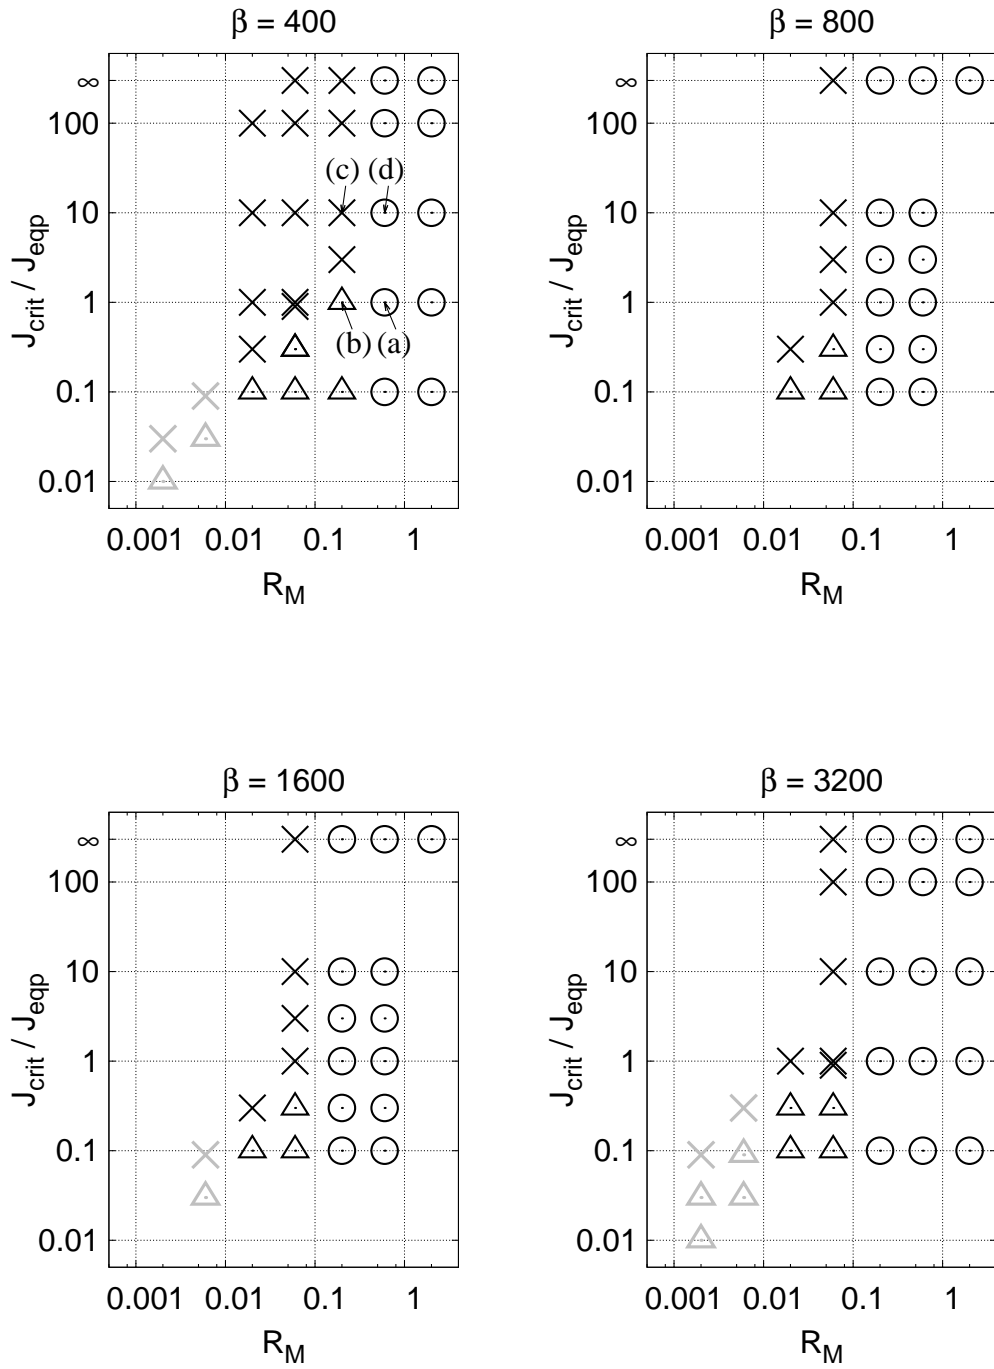 β = 400
J_crit / J_eqp
∞
100
10
1
0.1
0.01
(c) (d)
(b) (a)
0.001 0.01 0.1 1
R_M
β = 800
J_crit / J_eqp
∞
100
10
1
0.1
0.01
0.001 0.01 0.1 1
R_M
β = 1600
J_crit / J_eqp
∞
100
10
1
0.1
0.01
0.001 0.01 0.1 1
R_M
β = 3200
J_crit / J_eqp
∞
100
10
1
0.1
0.01
0.001 0.01 0.1 1
R_M